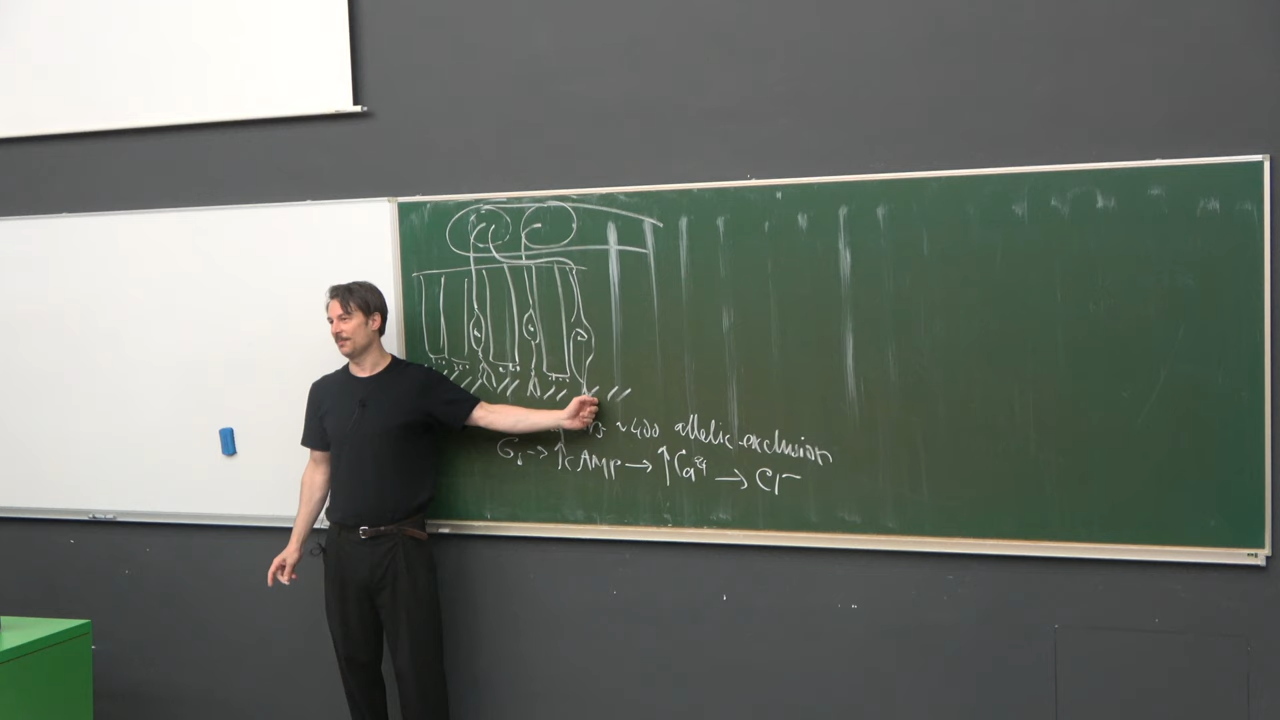 ~400 allelic exclusion
→ ↑cAMP → ↑Ca²⁺ → Cl⁻